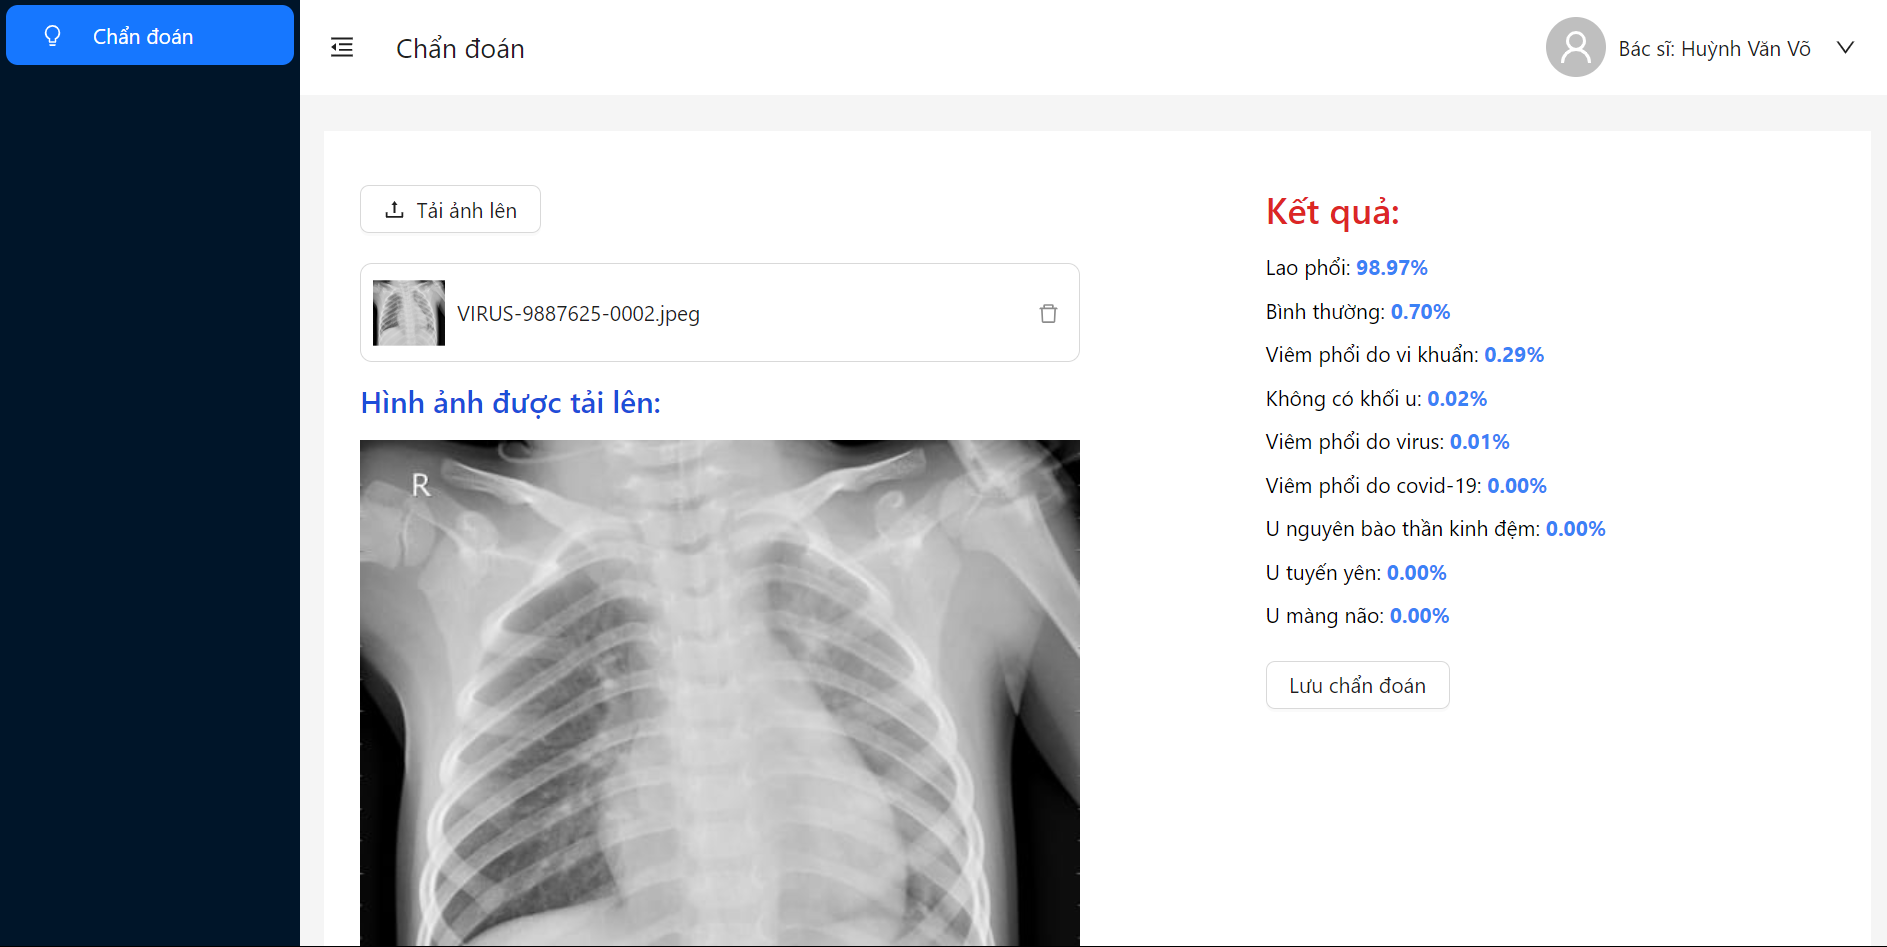 Chẩn đoán
Chẩn đoán
Bác sĩ: Huỳnh Văn Võ
Tải ảnh lên
VIRUS-9887625-0002.jpeg
Hình ảnh được tải lên:
R
Kết quả:
Lao phổi: 98.97%
Bình thường: 0.70%
Viêm phổi do vi khuẩn: 0.29%
Không có khối u: 0.02%
Viêm phổi do virus: 0.01%
Viêm phổi do covid-19: 0.00%
U nguyên bào thần kinh đệm: 0.00%
U tuyến yên: 0.00%
U màng não: 0.00%
Lưu chẩn đoán